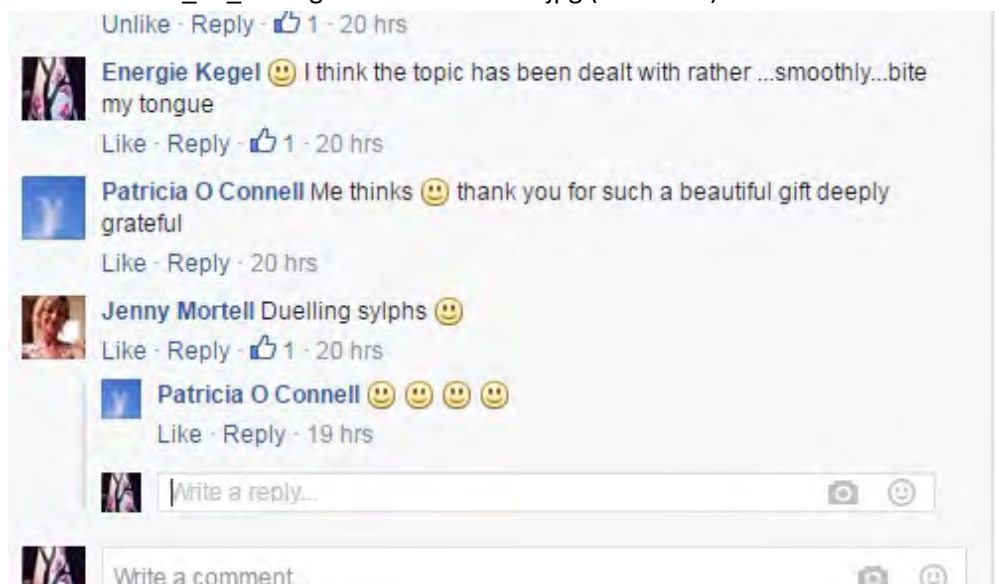 Unlike · Reply · 1 · 20 hrs
Energie Kegel I think the topic has been dealt with rather ...smoothly...bite
my tongue
Like · Reply · 1 · 20 hrs
Patricia O Connell Me thinks thank you for such a beautiful gift deeply
grateful
Like · Reply · 20 hrs
Jenny Mortell Duelling sylphs
Like · Reply · 1 · 20 hrs
Patricia O Connell
Like · Reply · 19 hrs
Write a reply...
Write a comment...